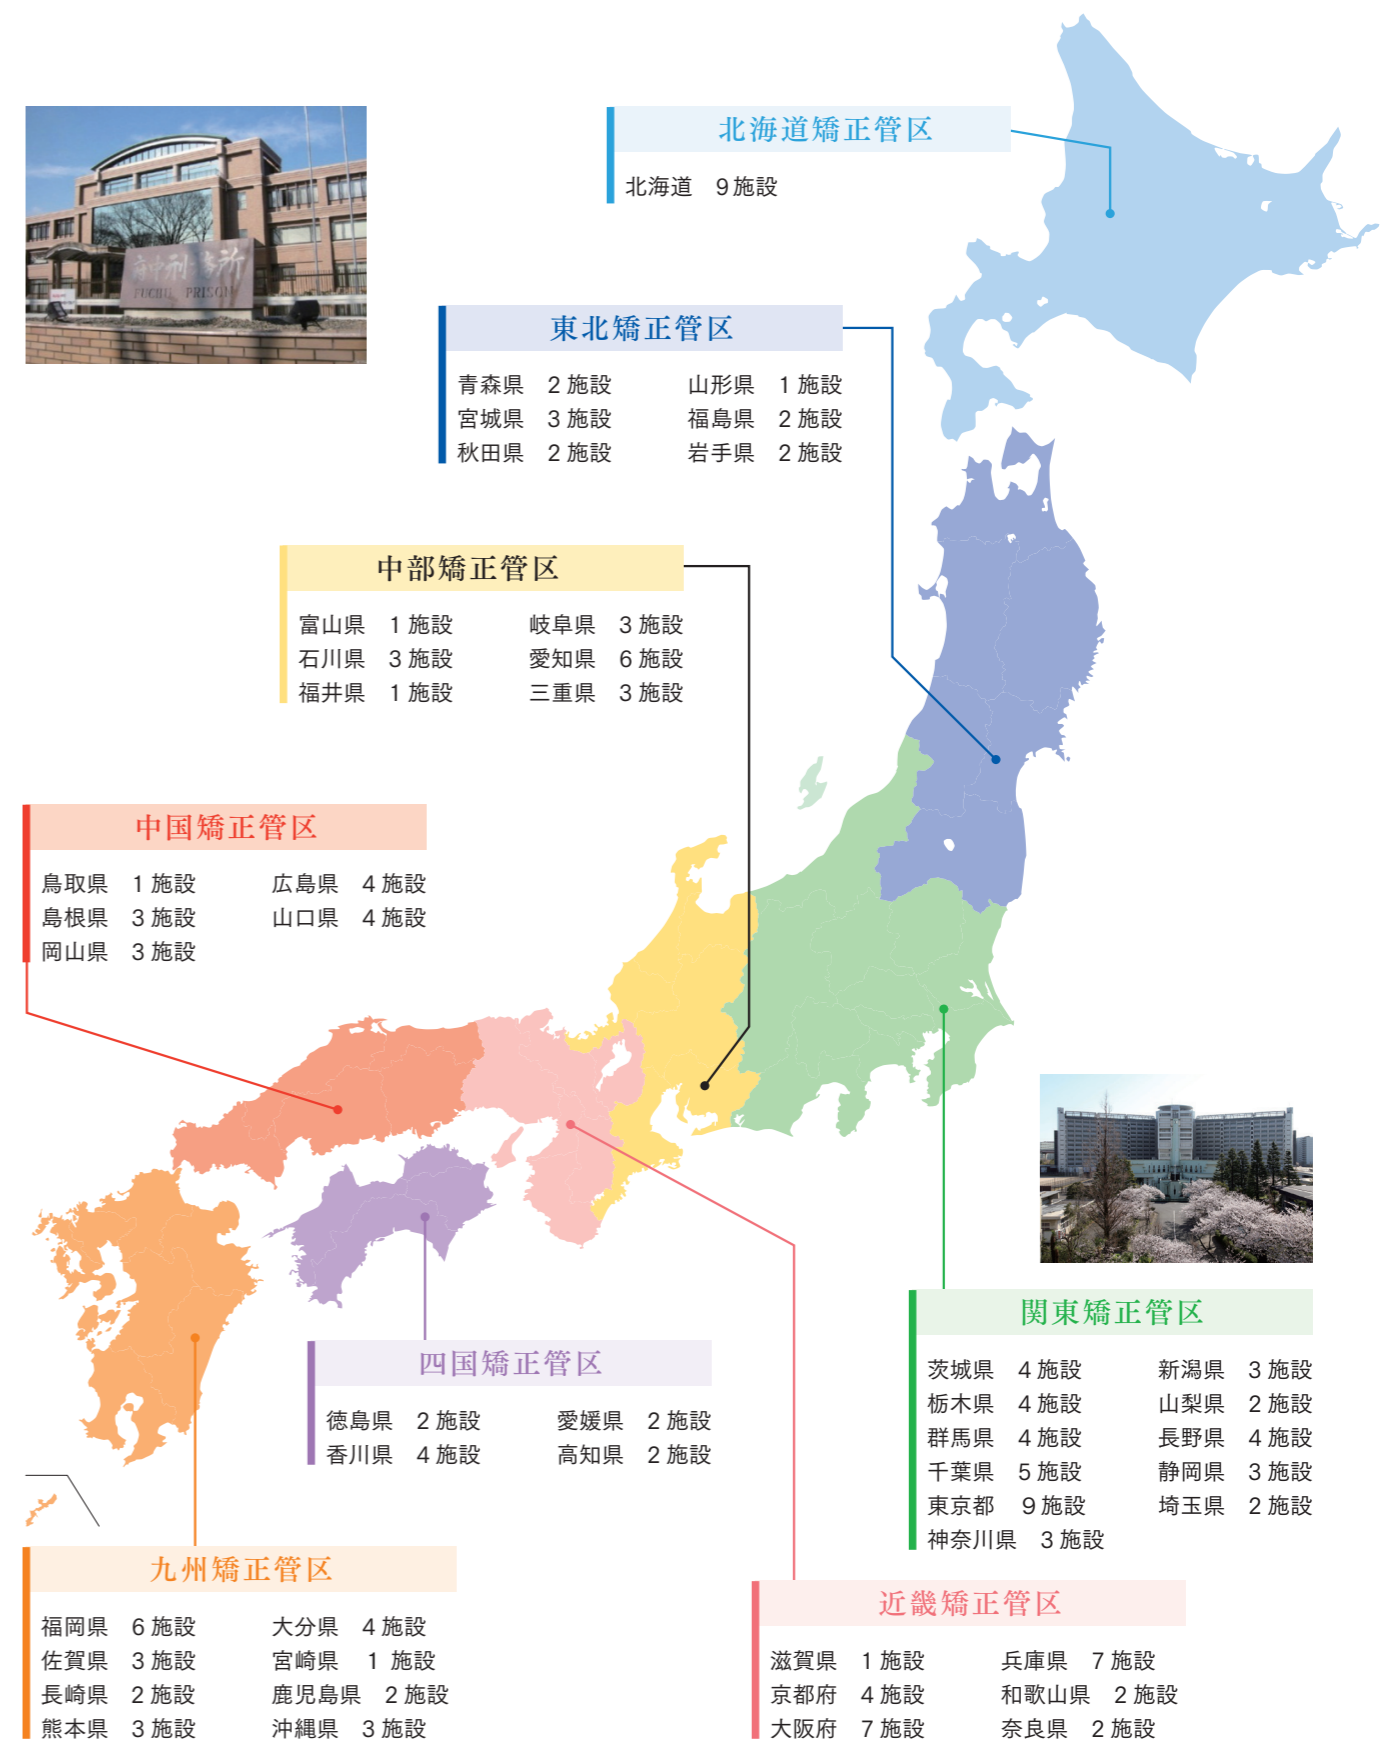 府中刑務所
FUCHU PRISON
北海道矯正管区
北海道 9施設
東北矯正管区
青森県 2施設 山形県 1施設
宮城県 3施設 福島県 2施設
秋田県 2施設 岩手県 2施設
中部矯正管区
富山県 1施設 岐阜県 3施設
石川県 3施設 愛知県 6施設
福井県 1施設 三重県 3施設
中国矯正管区
鳥取県 1施設 広島県 4施設
島根県 3施設 山口県 4施設
岡山県 3施設
関東矯正管区
茨城県 4施設 新潟県 3施設
栃木県 4施設 山梨県 2施設
群馬県 4施設 長野県 4施設
千葉県 5施設 静岡県 3施設
東京都 9施設 埼玉県 2施設
神奈川県 3施設
四国矯正管区
徳島県 2施設 愛媛県 2施設
香川県 4施設 高知県 2施設
九州矯正管区
福岡県 6施設 大分県 4施設
佐賀県 3施設 宮崎県 1施設
長崎県 2施設 鹿児島県 2施設
熊本県 3施設 沖縄県 3施設
近畿矯正管区
滋賀県 1施設 兵庫県 7施設
京都府 4施設 和歌山県 2施設
大阪府 7施設 奈良県 2施設